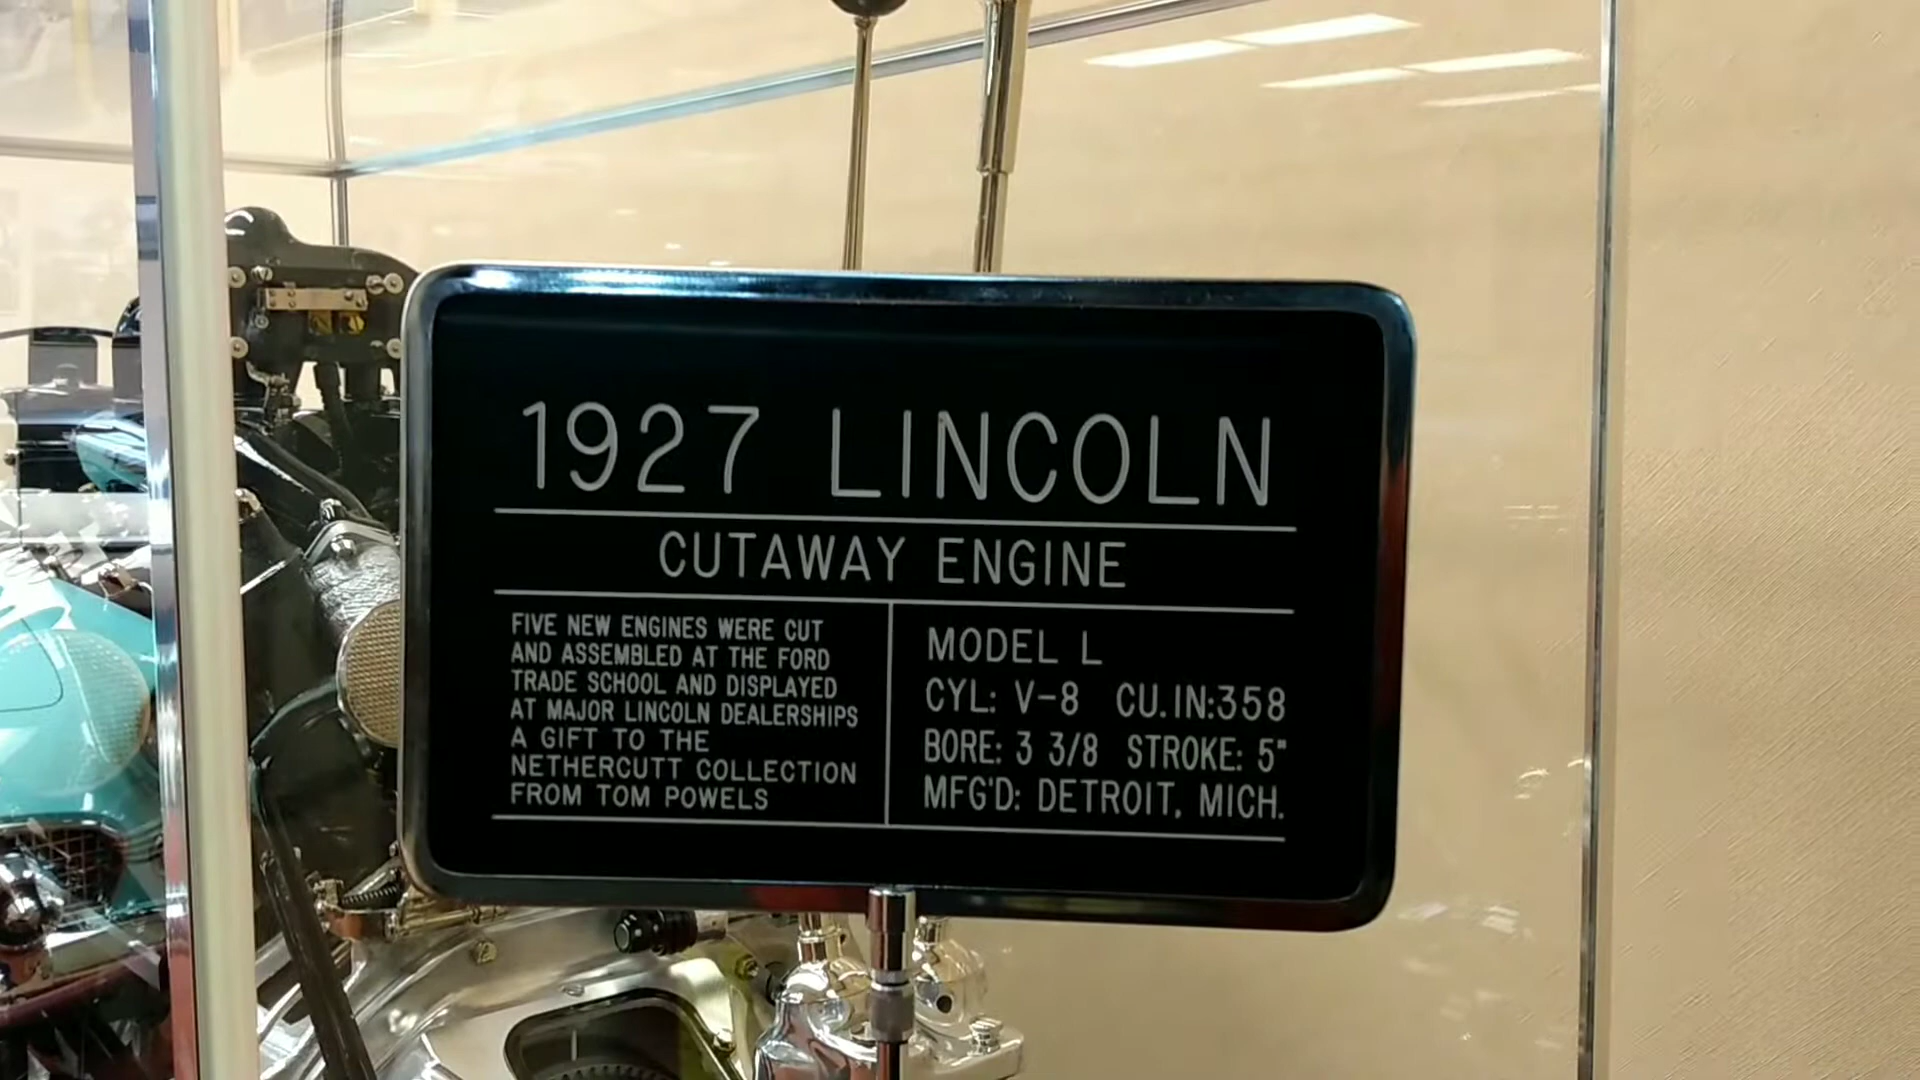 1927 LINCOLN
CUTAWAY ENGINE
FIVE NEW ENGINES WERE CUT
AND ASSEMBLED AT THE FORD
TRADE SCHOOL AND DISPLAYED
AT MAJOR LINCOLN DEALERSHIPS
A GIFT TO THE
NETHERCUTT COLLECTION
FROM TOM POWELS
MODEL L
CYL: V-8 CU.IN:358
BORE: 3 3/8 STROKE: 5"
MFG'D: DETROIT, MICH.